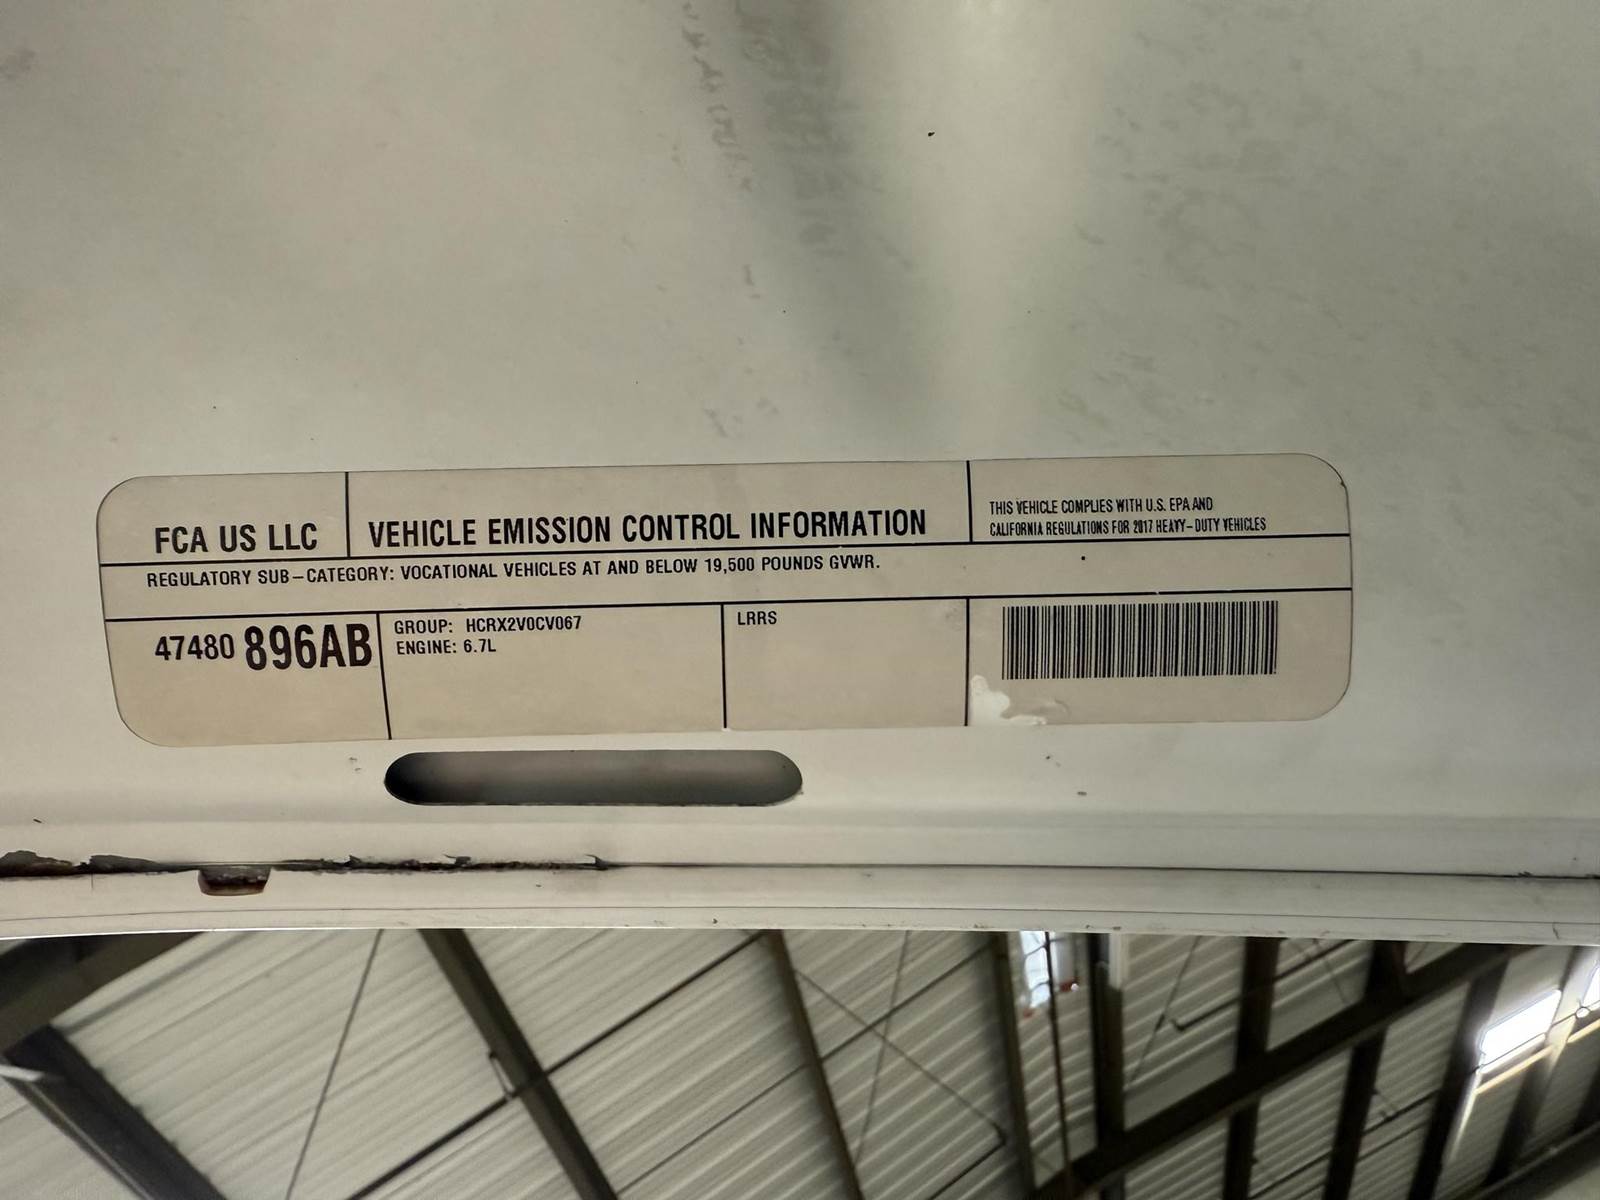 FCA US LLC
VEHICLE EMISSION CONTROL INFORMATION
THIS VEHICLE COMPLIES WITH U.S. EPA AND
CALIFORNIA REGULATIONS FOR 2017 HEAVY-DUTY VEHICLES
REGULATORY SUB-CATEGORY: VOCATIONAL VEHICLES AT AND BELOW 19,500 POUNDS GVWR.
47480 896AB
GROUP: HCRX2V0CV067
ENGINE: 6.7L
LRRS